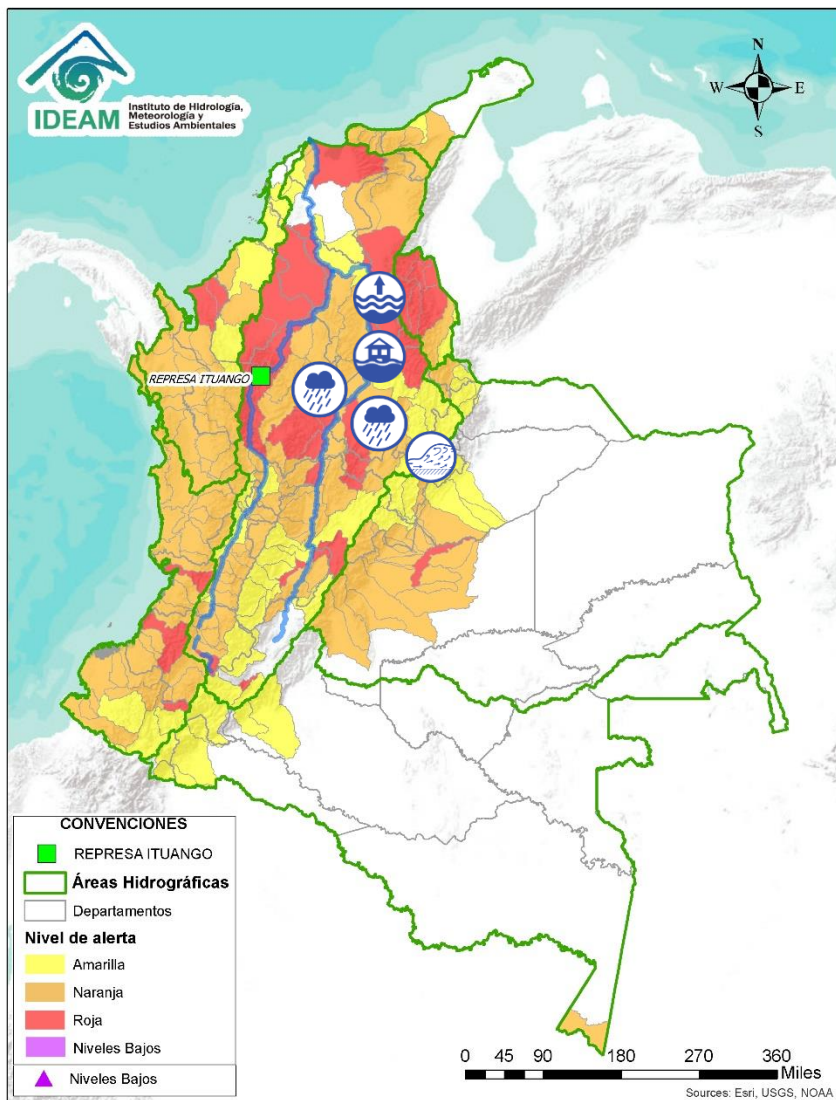 IDEAM
Instituto de Hidrología,
Meteorología y
Estudios Ambientales
N
W
E
S
REPRESA ITUANGO
CONVENCIONES
REPRESA ITUANGO
Áreas Hidrográficas
Departamentos
Nivel de alerta
Amarilla
Naranja
Roja
Niveles Bajos
Niveles Bajos
0 45 90 180 270 360
Miles
Sources: Esri, USGS, NOAA